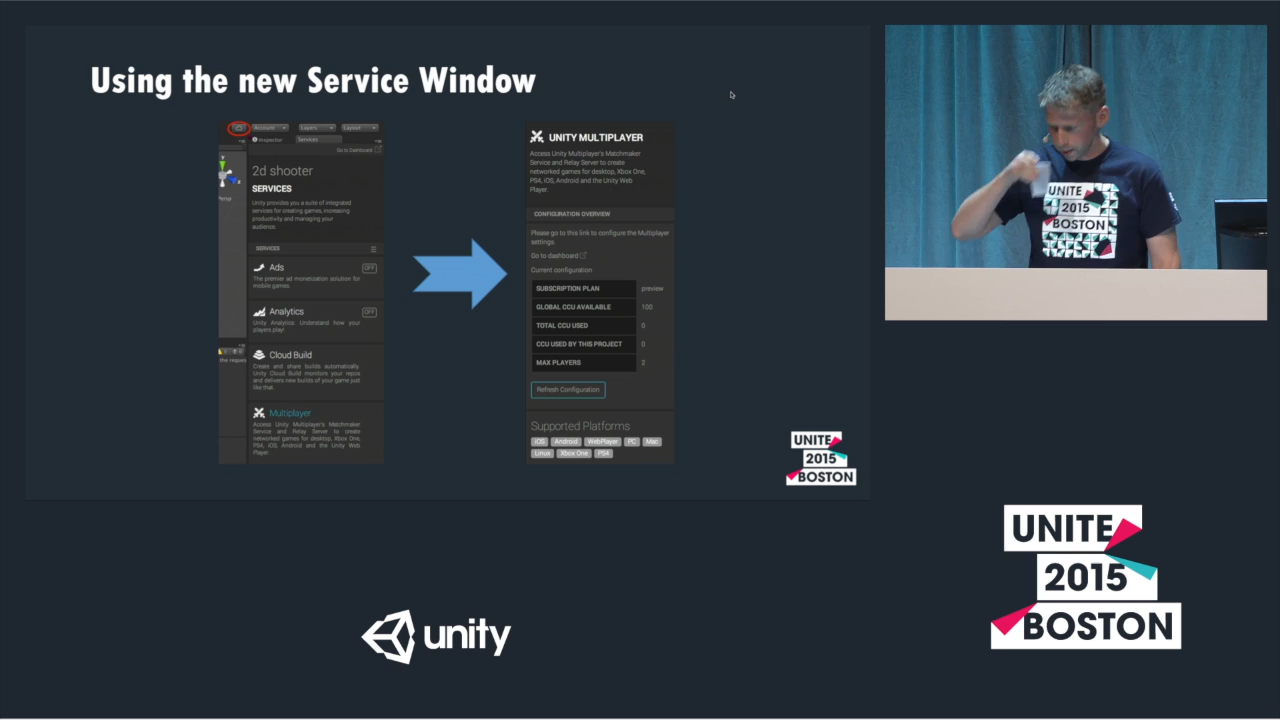 Using the new Service Window
Account
Layers
Layout
Inspector
Services
Go to Dashboard
Persp
2d shooter
SERVICES
Unity provides you a suite of integrated
services for creating games, increasing
productivity and managing your
audience.
SERVICES
Ads
OFF
The premier ad monetization solution for
mobile games.
Analytics
OFF
Unity Analytics: Understand how your
players play!
Cloud Build
Create and share builds automatically.
Unity Cloud Build monitors your repos
and delivers new builds of your game just
like that.
Multiplayer
Access Unity Multiplayer's Matchmaker
Service and Relay Server to create
networked games for desktop, Xbox One,
PS4, iOS, Android and the Unity Web
Player.
UNITY MULTIPLAYER
Access Unity Multiplayer's Matchmaker
Service and Relay Server to create
networked games for desktop, Xbox One,
PS4, iOS, Android and the Unity Web
Player.
CONFIGURATION OVERVIEW
Please go to this link to configure the Multiplayer
settings.
Go to dashboard
Current configuration
SUBSCRIPTION PLAN preview
GLOBAL CCU AVAILABLE 100
TOTAL CCU USED 0
CCU USED BY THIS PROJECT 0
MAX PLAYERS 2
Refresh Configuration
Supported Platforms
iOS Android WebPlayer PC Mac
Linux Xbox One PS4
UNITE
2015
BOSTON
UNITE
2015
BOSTON
unity
UNITE
2015
BOSTON